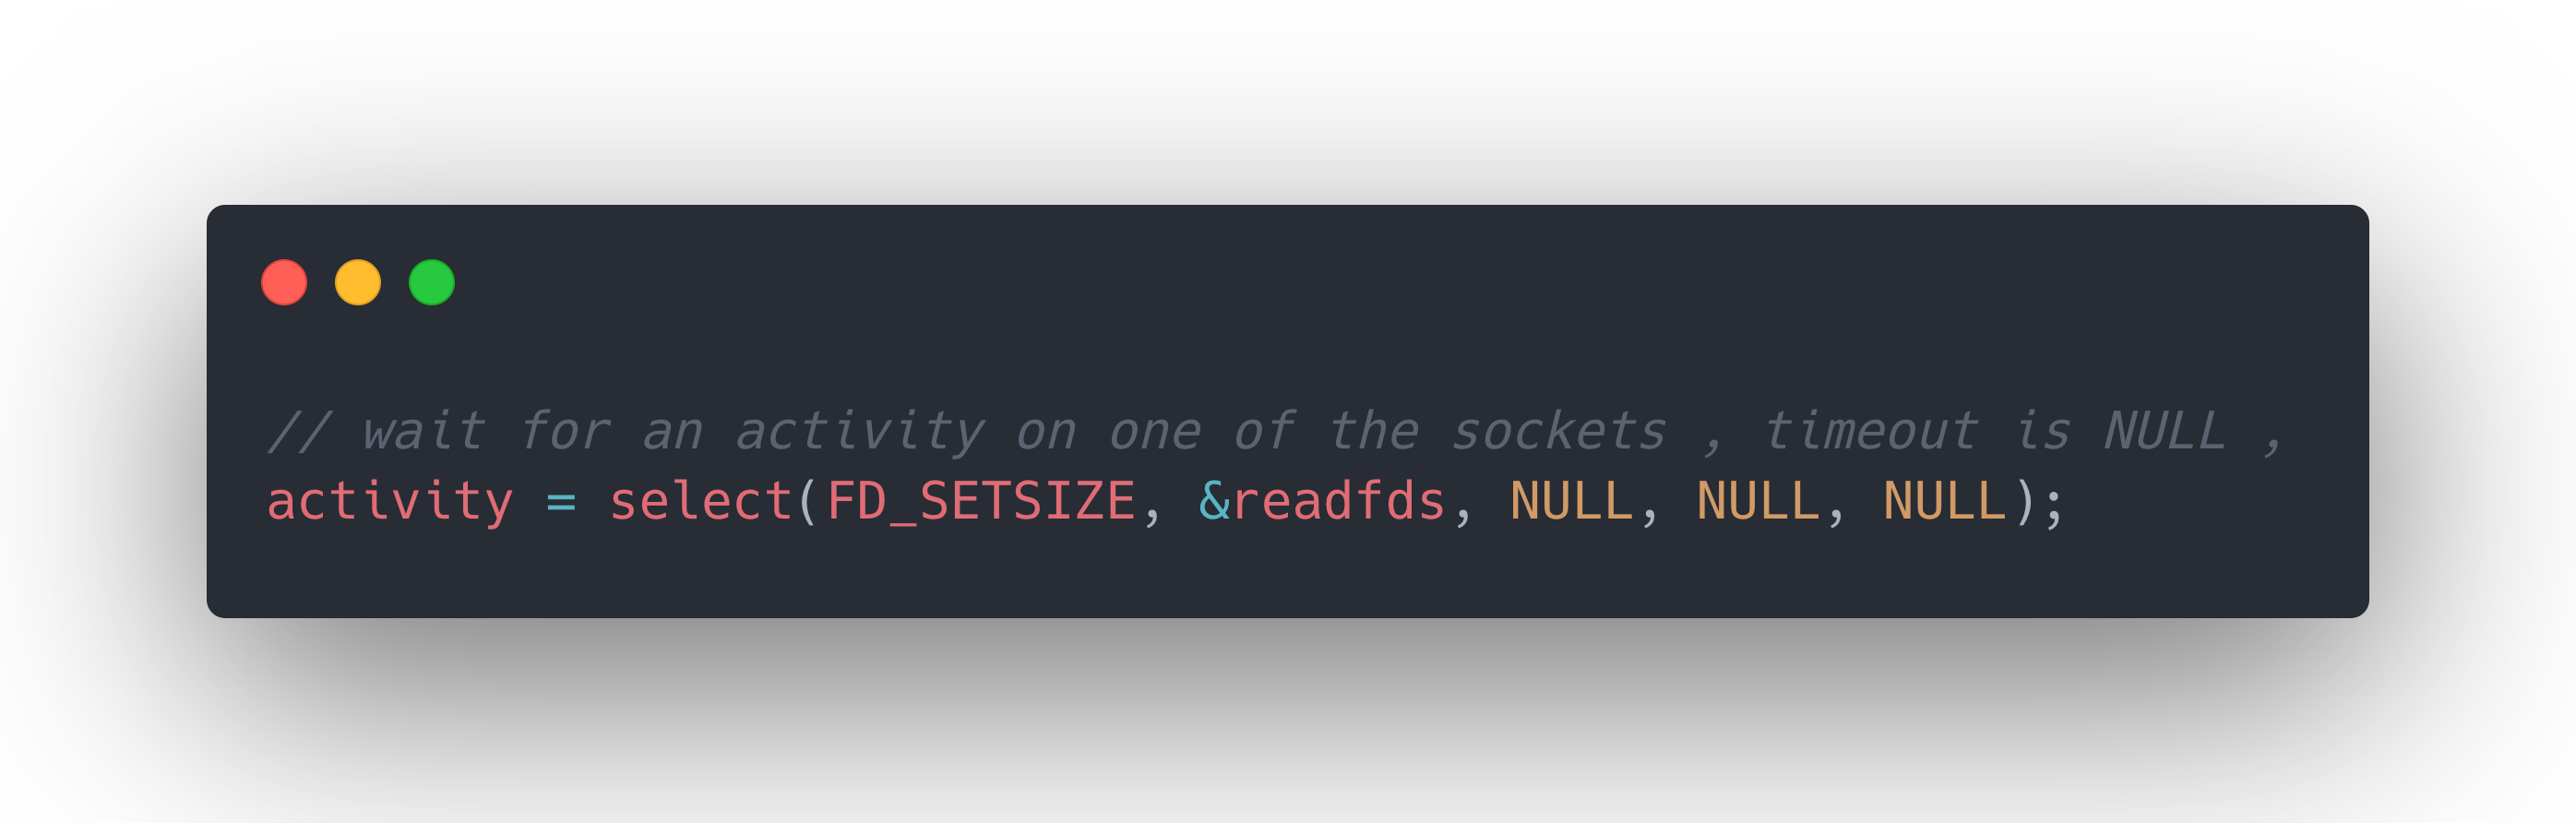 // wait for an activity on one of the sockets , timeout is NULL ,
activity = select(FD_SETSIZE, &readfds, NULL, NULL, NULL);